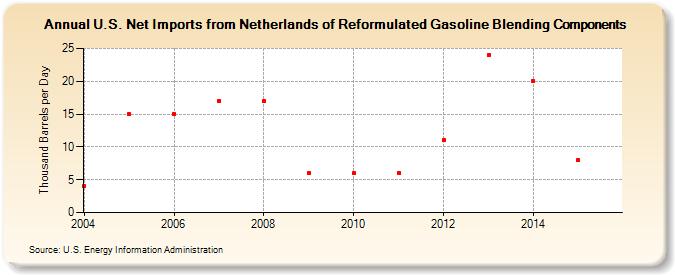 Annual U.S. Net Imports from Netherlands of Reformulated Gasoline Blending Components
Thousand Barrels per Day
25
20
15
10
5
0
2004 2006 2008 2010 2012 2014
Source: U.S. Energy Information Administration